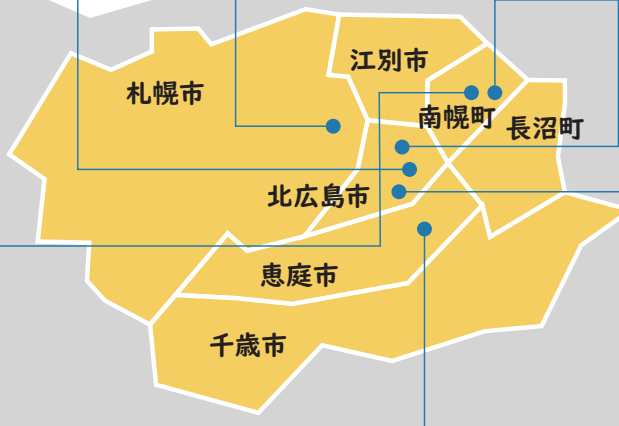 江別市
札幌市
南幌町
長沼町
北広島市
恵庭市
千歳市